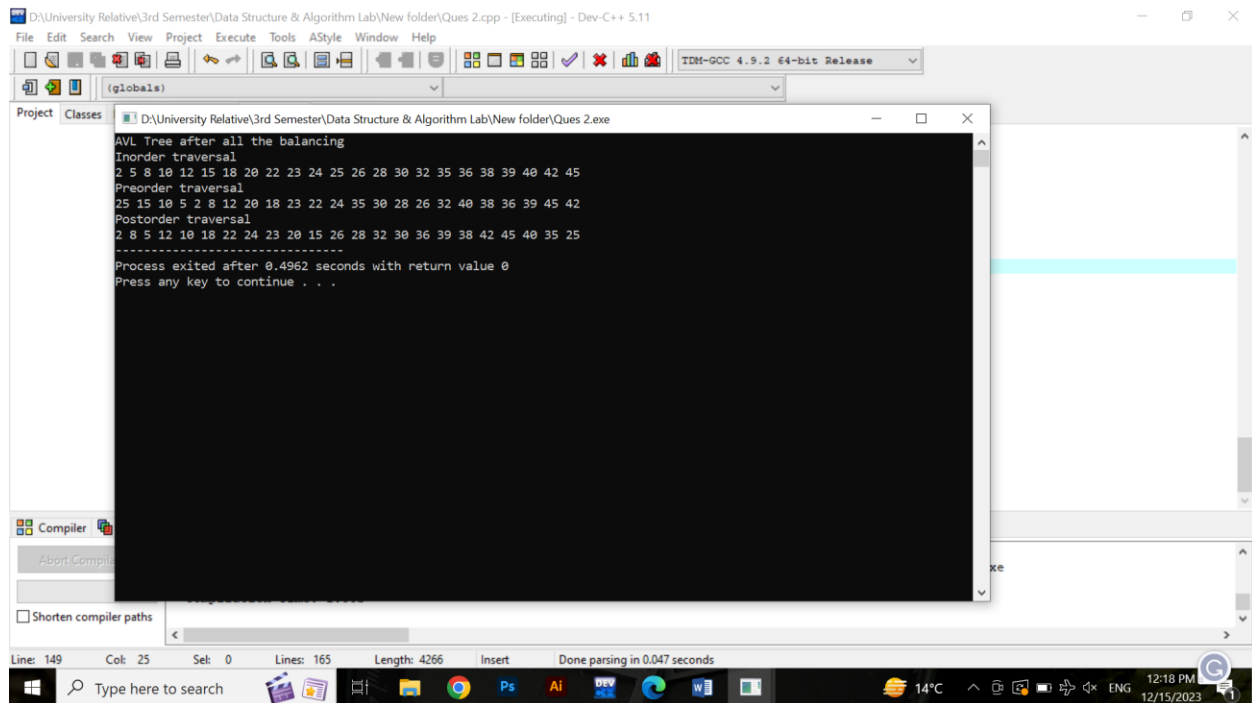 D:\University Relative\3rd Semester\Data Structure & Algorithm Lab\New folder\Ques 2.cpp - [Executing] - Dev-C++ 5.11
File Edit Search View Project Execute Tools AStyle Window Help
TDM-GCC 4.9.2 64-bit Release
(globals)
Project Classes
D:\University Relative\3rd Semester\Data Structure & Algorithm Lab\New folder\Ques 2.exe
AVL Tree after all the balancing
Inorder traversal
2 5 8 10 12 15 18 20 22 23 24 25 26 28 30 32 35 36 38 39 40 42 45
Preorder traversal
25 15 10 5 2 8 12 20 18 23 22 24 35 30 28 26 32 40 38 36 39 45 42
Postorder traversal
2 8 5 12 10 18 22 24 23 20 15 26 28 32 30 36 39 38 42 45 40 35 25
--------------------------------
Process exited after 0.4962 seconds with return value 0
Press any key to continue . . .
Compiler
Abort Compila
xe
Shorten compiler paths
Line: 149 Col: 25 Sel: 0 Lines: 165 Length: 4266 Insert Done parsing in 0.047 seconds
Type here to search
Ps
Ai
DEV
14°C
ENG
12:18 PM
12/15/2023
1